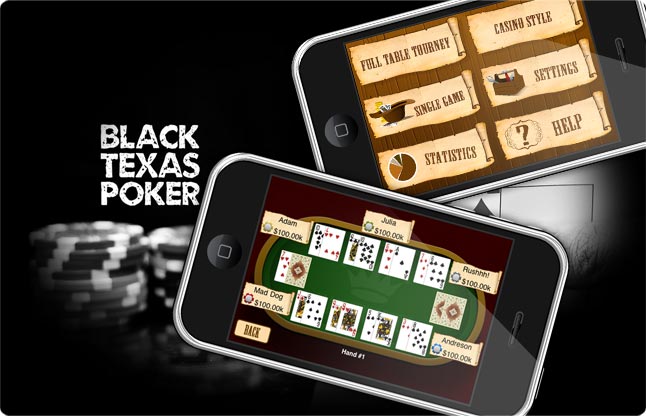 BLACK
TEXAS
POKER
FULL TABLE TOURNEY
CASINO STYLE
SINGLE GAME
SETTINGS
STATISTICS
?
HELP
Adam
$100.00k
Julia
$100.00k
Rushhh!
$100.00k
Mad Dog
$100.00k
Andreson
$100.00k
BACK
Hand #1